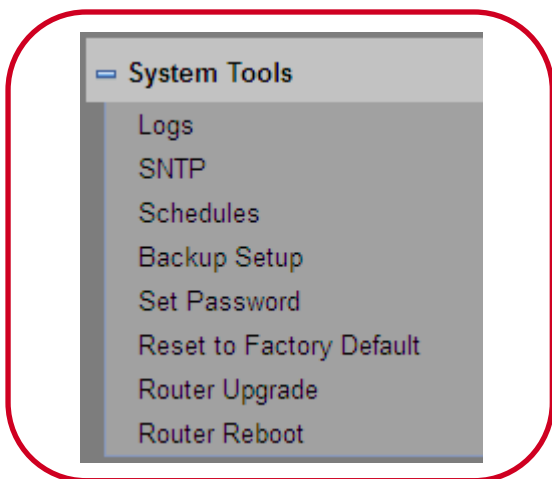 System Tools
Logs
SNTP
Schedules
Backup Setup
Set Password
Reset to Factory Default
Router Upgrade
Router Reboot